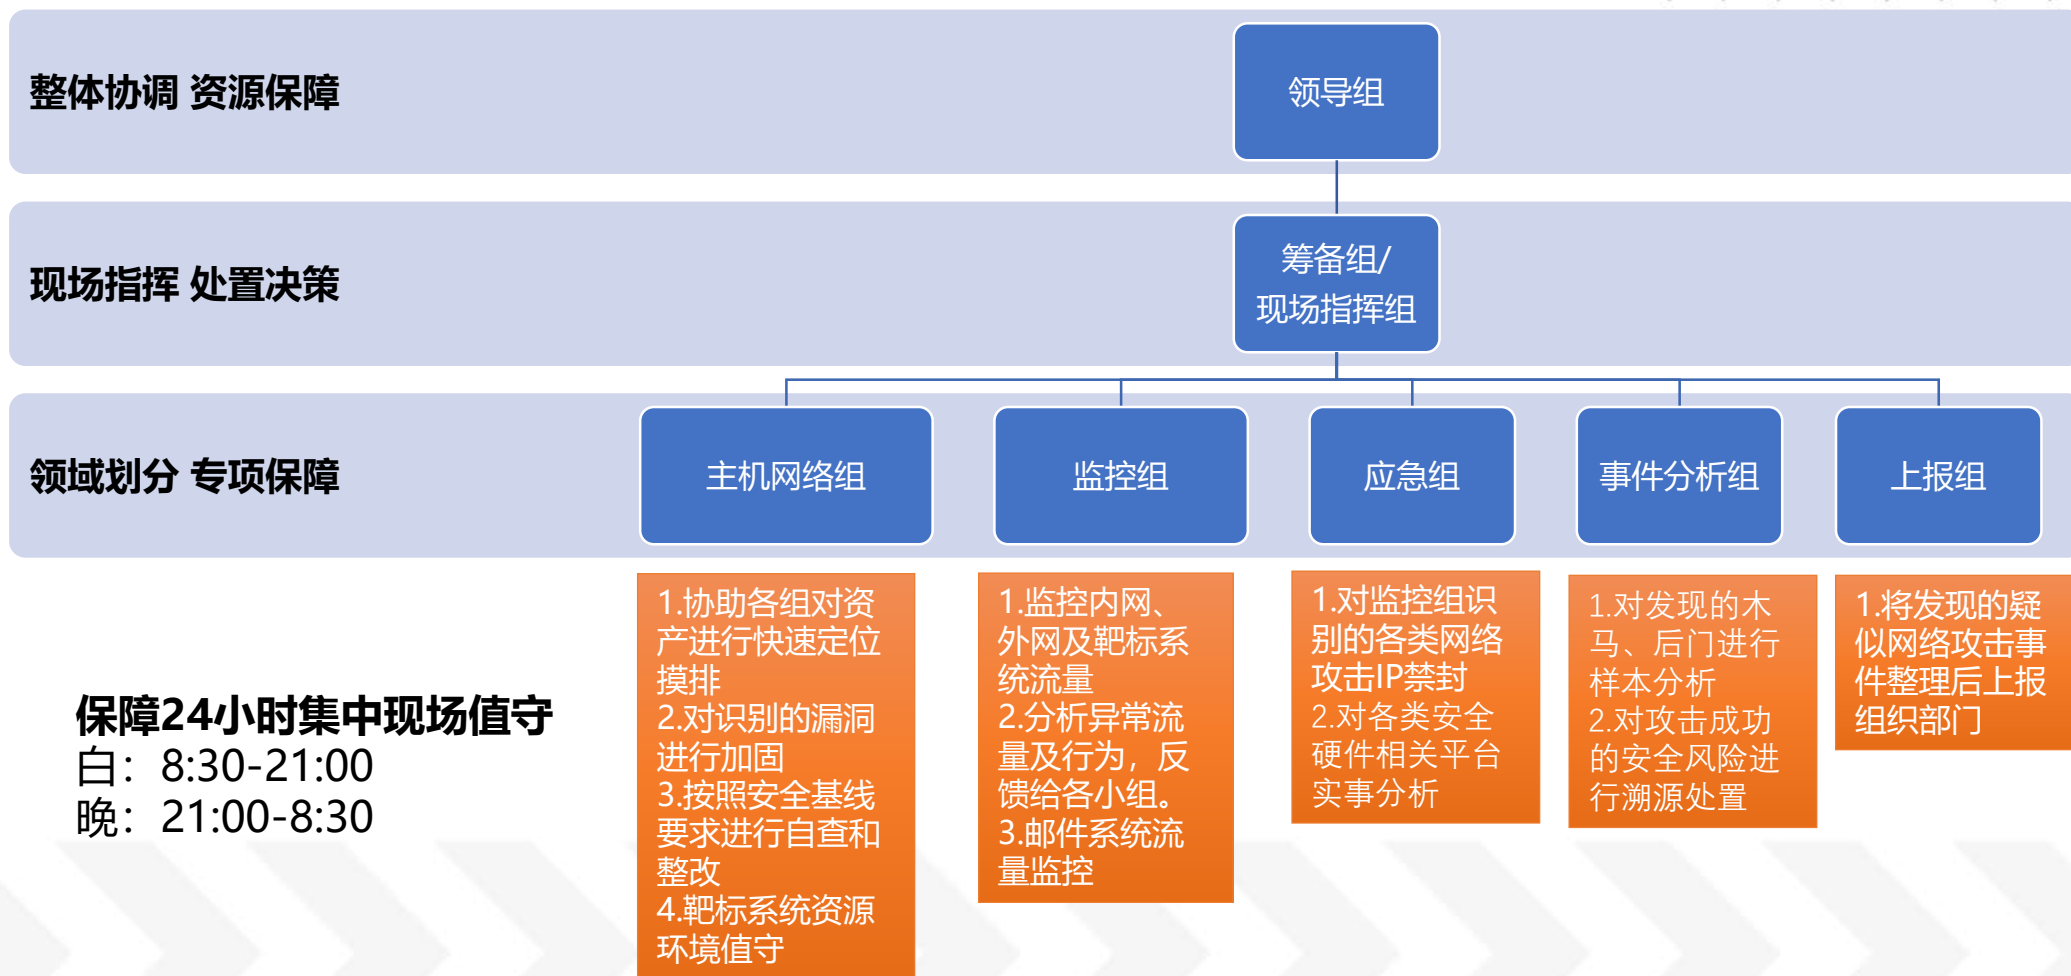 整体协调 资源保障
领导组
现场指挥 处置决策
筹备组/
现场指挥组
领域划分 专项保障
主机网络组
监控组
应急组
事件分析组
上报组
保障24小时集中现场值守
白：8:30-21:00
晚：21:00-8:30
1.协助各组对资
产进行快速定位
摸排
2.对识别的漏洞
进行加固
3.按照安全基线
要求进行自查和
整改
4.靶标系统资源
环境值守
1.监控内网、
外网及靶标系
统流量
2.分析异常流
量及行为，反
馈给各小组。
3.邮件系统流
量监控
1.对监控组识
别的各类网络
攻击IP禁封
2.对各类安全
硬件相关平台
实事分析
1.对发现的木
马、后门进行
样本分析
2.对攻击成功
的安全风险进
行溯源处置
1.将发现的疑
似网络攻击事
件整理后上报
组织部门